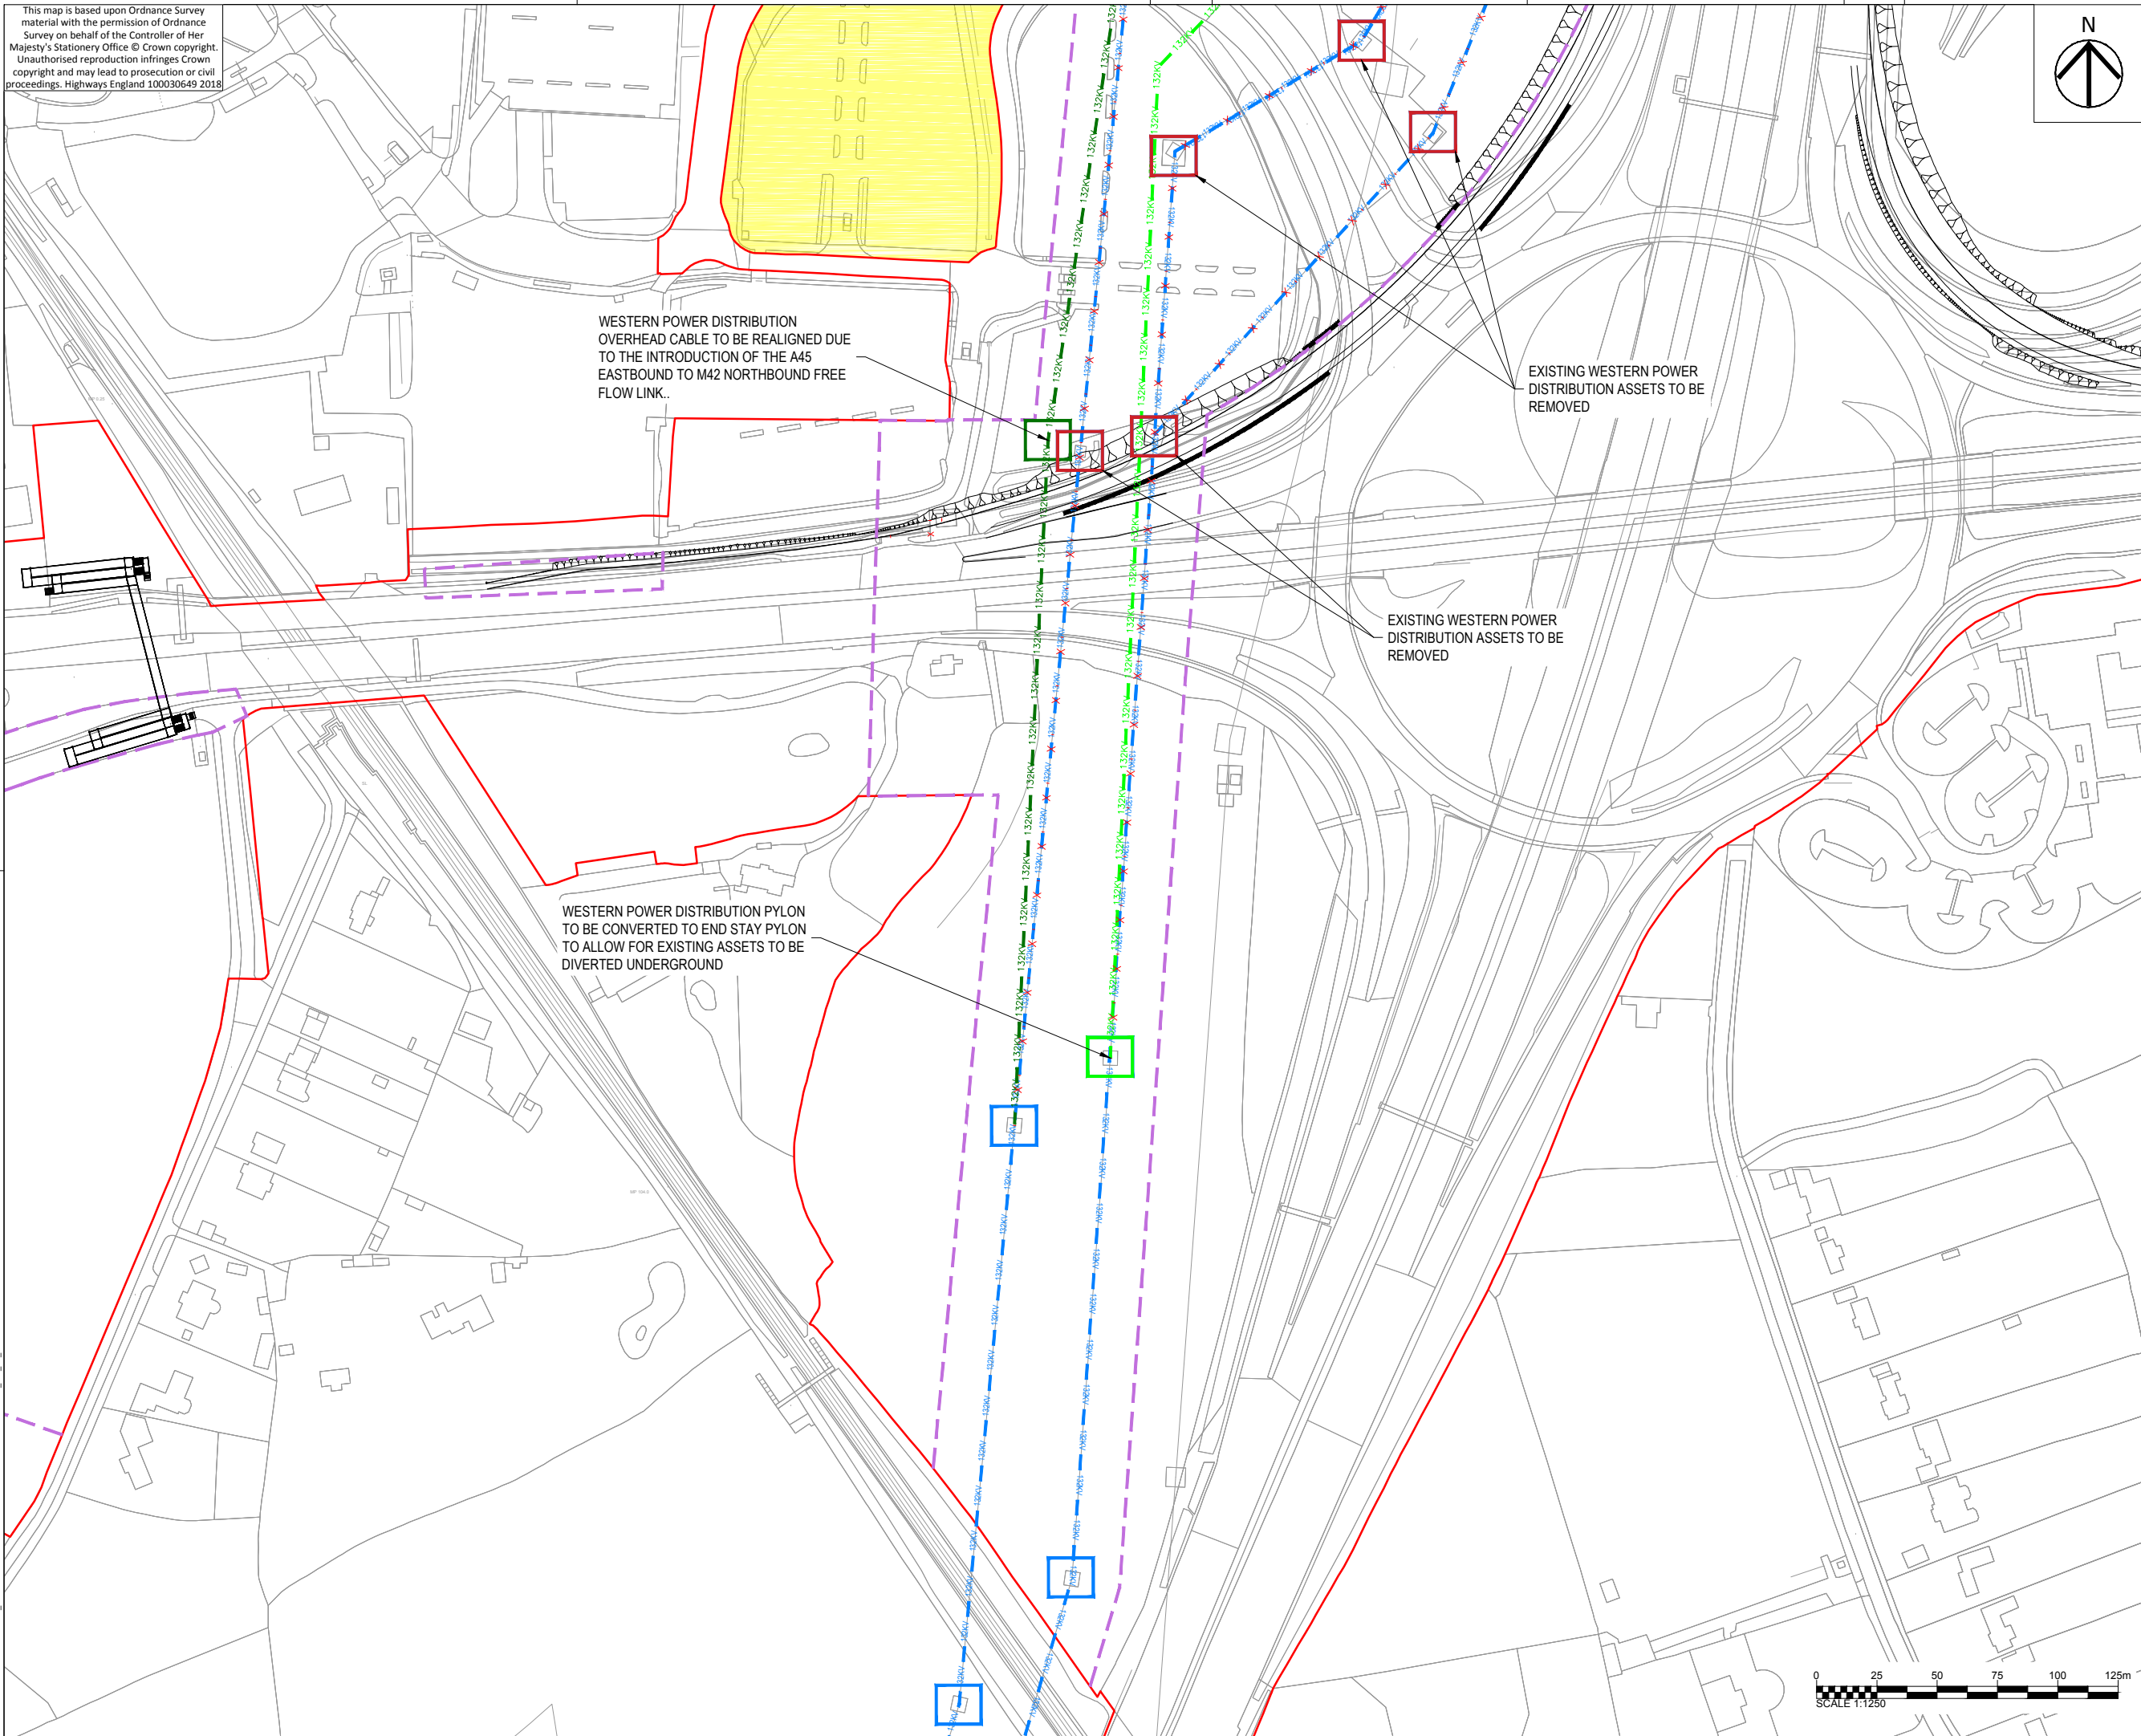 This map is based upon Ordnance Survey
material with the permission of Ordnance
Survey on behalf of the Controller of Her
Majesty's Stationery Office © Crown copyright.
Unauthorised reproduction infringes Crown
copyright and may lead to prosecution or civil
proceedings. Highways England 100030649 2018
N
WESTERN POWER DISTRIBUTION
OVERHEAD CABLE TO BE REALIGNED DUE
TO THE INTRODUCTION OF THE A45
EASTBOUND TO M42 NORTHBOUND FREE
FLOW LINK..
EXISTING WESTERN POWER
DISTRIBUTION ASSETS TO BE
REMOVED
EXISTING WESTERN POWER
DISTRIBUTION ASSETS TO BE
REMOVED
WESTERN POWER DISTRIBUTION PYLON
TO BE CONVERTED TO END STAY PYLON
TO ALLOW FOR EXISTING ASSETS TO BE
DIVERTED UNDERGROUND
132KV
132KV
132KV
132KV
0 25 50 75 100 125m
SCALE 1:1250